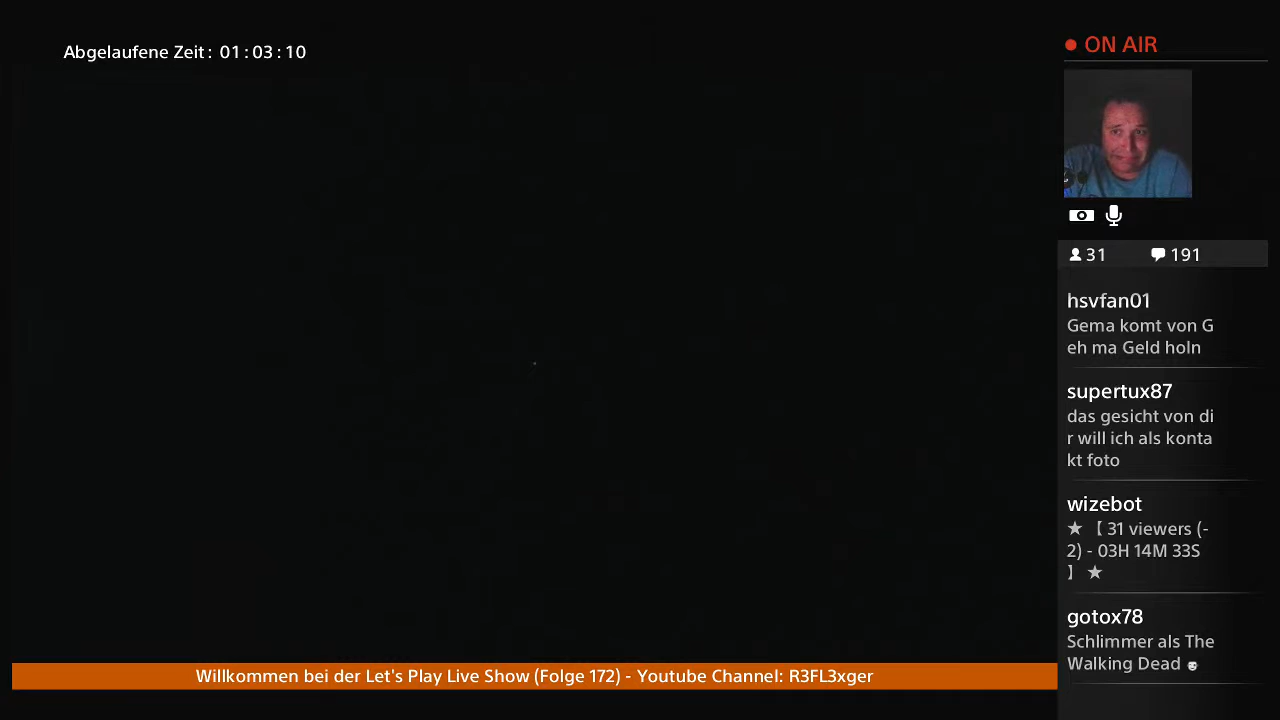 Abgelaufene Zeit: 01:03:10
ON AIR
31 191
hsvfan01
Gema komt von G
eh ma Geld holn
supertux87
das gesicht von di
r will ich als konta
kt foto
wizebot
★ 【 31 viewers (-
2) - 03H 14M 33S
】 ★
gotox78
Schlimmer als The
Walking Dead
Willkommen bei der Let's Play Live Show (Folge 172) - Youtube Channel: R3FL3xger